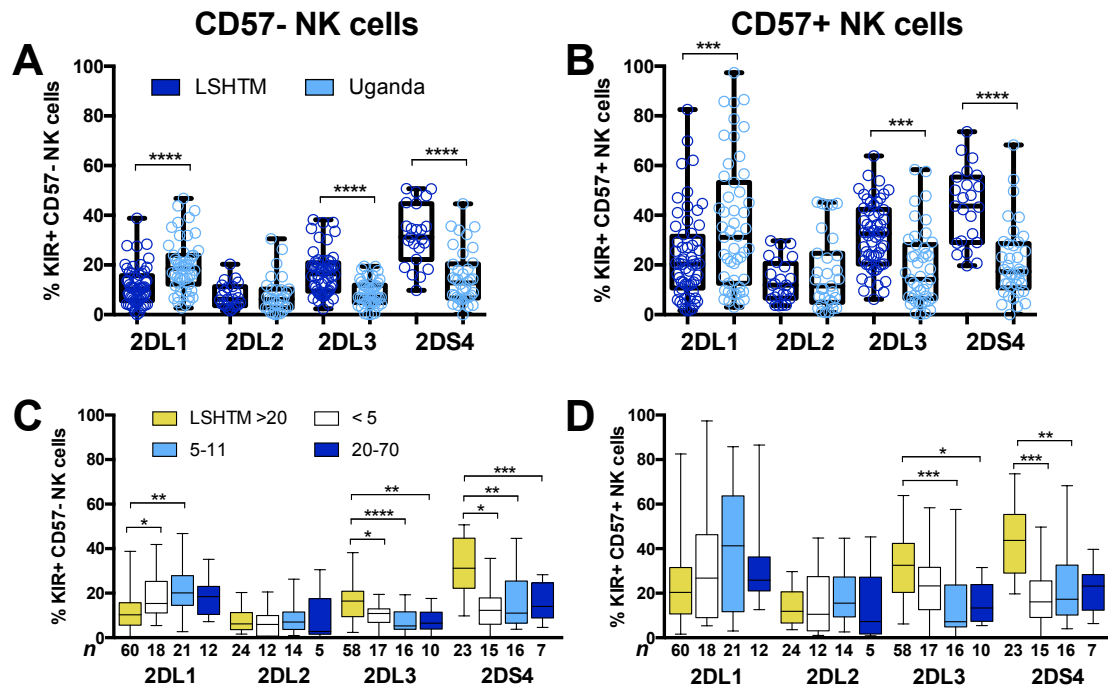 CD57- NK cells
CD57+ NK cells
A
% KIR+ CD57- NK cells
100
80
60
40
20
0
LSHTM
Uganda
****
****
****
2DL1
2DL2
2DL3
2DS4
B
% KIR+ CD57+ NK cells
100
80
60
40
20
0
***
***
****
2DL1
2DL2
2DL3
2DS4
C
% KIR+ CD57- NK cells
100
80
60
40
20
0
LSHTM >20
< 5
5-11
20-70
**
*
**
****
*
***
**
*
n 60 18 21 12 24 12 14 5 58 17 16 10 23 15 16 7
2DL1
2DL2
2DL3
2DS4
D
% KIR+ CD57+ NK cells
100
80
60
40
20
0
*
***
**
***
n 60 18 21 12 24 12 14 5 58 17 16 10 23 15 16 7
2DL1
2DL2
2DL3
2DS4